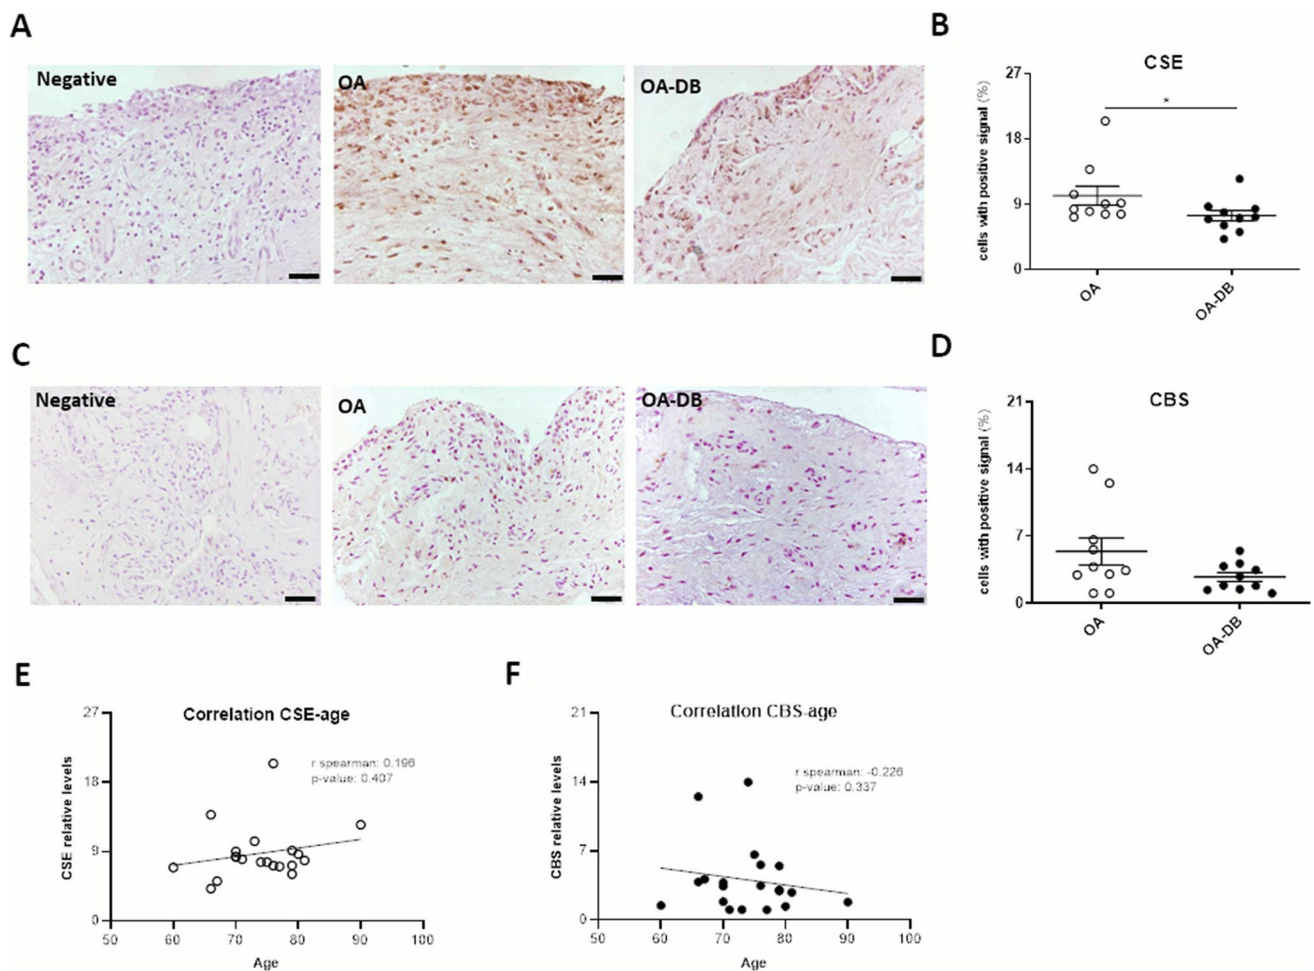 A
Negative
OA
OA-DB
B
CSE
*
cells with positive signal (%)
27
18
9
0
OA
OA-DB
C
Negative
OA
OA-DB
D
CBS
cells with positive signal (%)
21
14
7
0
OA
OA-DB
E
Correlation CSE-age
r spearman: 0.196
p-value: 0.407
CSE relative levels
27
18
9
0
50 60 70 80 90 100
Age
F
Correlation CBS-age
r spearman: -0.226
p-value: 0.337
CBS relative levels
21
14
7
0
50 60 70 80 90 100
Age